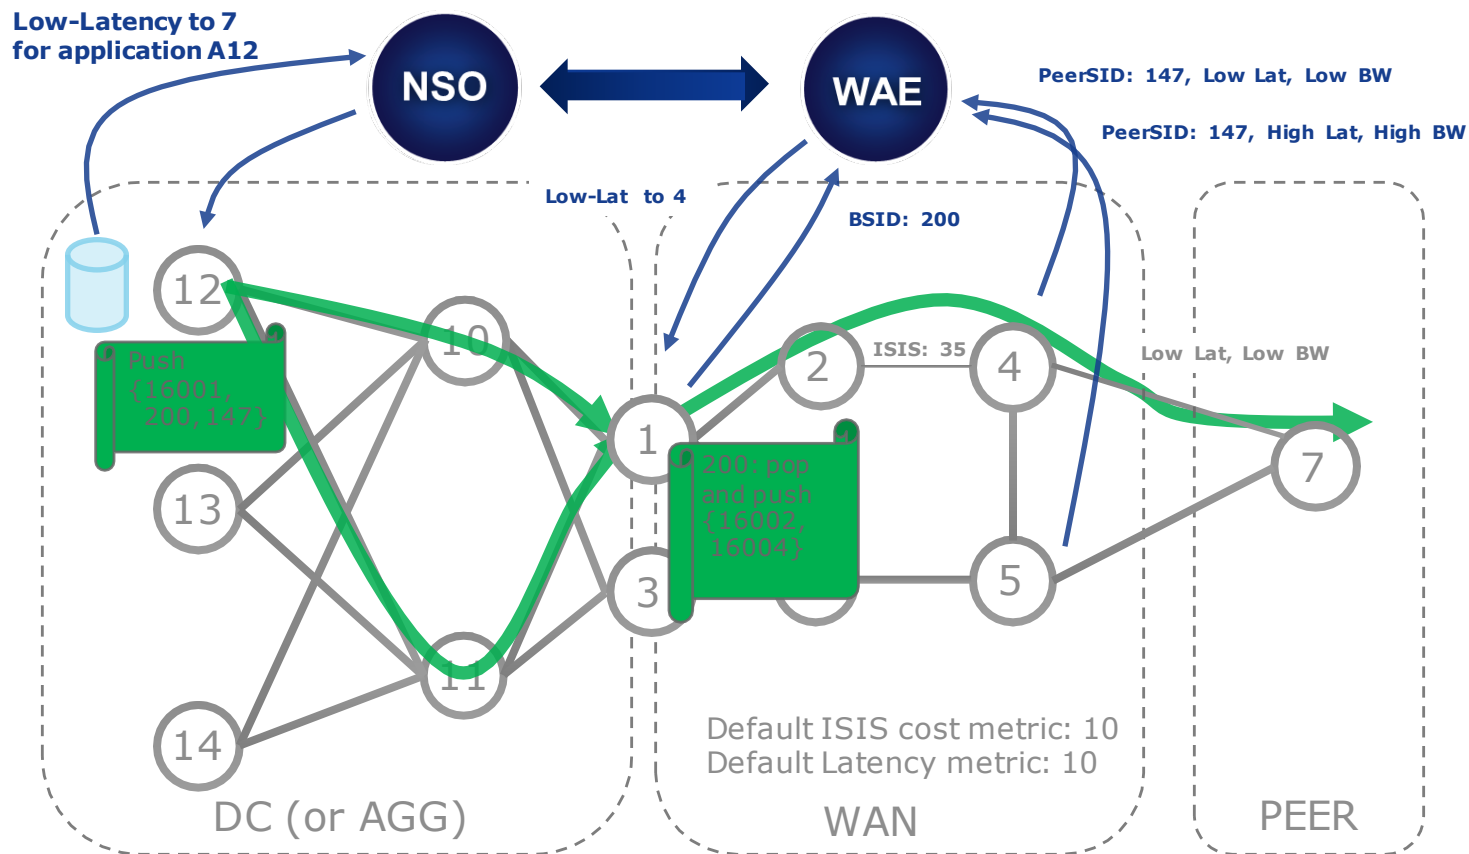 Low-Latency to 7
for application A12
NSO
WAE
PeerSID: 147, Low Lat, Low BW
PeerSID: 147, High Lat, High BW
Low-Lat to 4
BSID: 200
12
10
Push
{16001,
200,147}
1
2
ISIS: 35
4
Low Lat, Low BW
7
200: pop
and push
{16002,
16004}
13
3
5
11
14
Default ISIS cost metric: 10
Default Latency metric: 10
DC (or AGG)
WAN
PEER